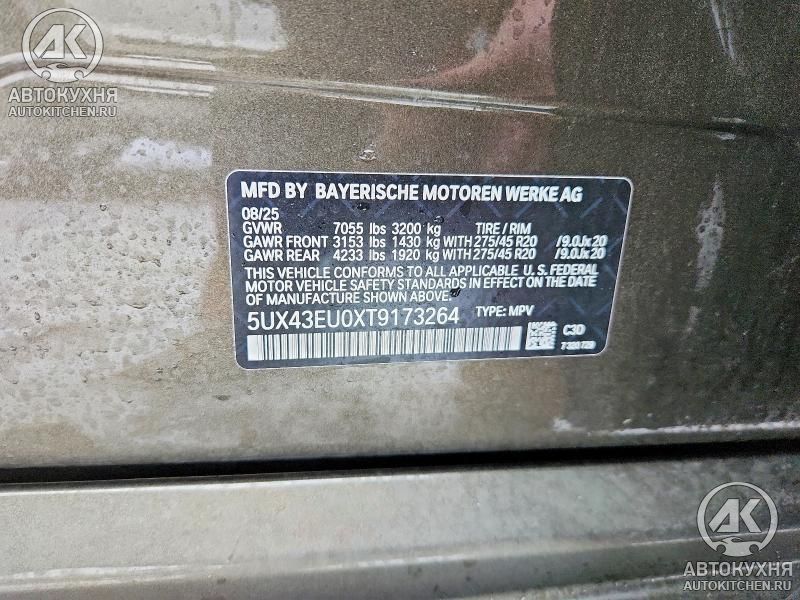 AK
АВТОКУХНЯ
AUTOKITCHEN.RU
MFD BY BAYERISCHE MOTOREN WERKE AG
08/25
GVWR 7055 lbs 3200 kg TIRE / RIM
GAWR FRONT 3153 lbs 1430 kg WITH 275/45 R20 /9.0Jx20
GAWR REAR 4233 lbs 1920 kg WITH 275/45 R20 /9.0Jx20
THIS VEHICLE CONFORMS TO ALL APPLICABLE U. S. FEDERAL
MOTOR VEHICLE SAFETY STANDARDS IN EFFECT ON THE DATE
OF MANUFACTURE SHOWN ABOVE.
5UX43EU0XT9173264 TYPE: MPV
C3D
AK
АВТОКУХНЯ
AUTOKITCHEN.RU